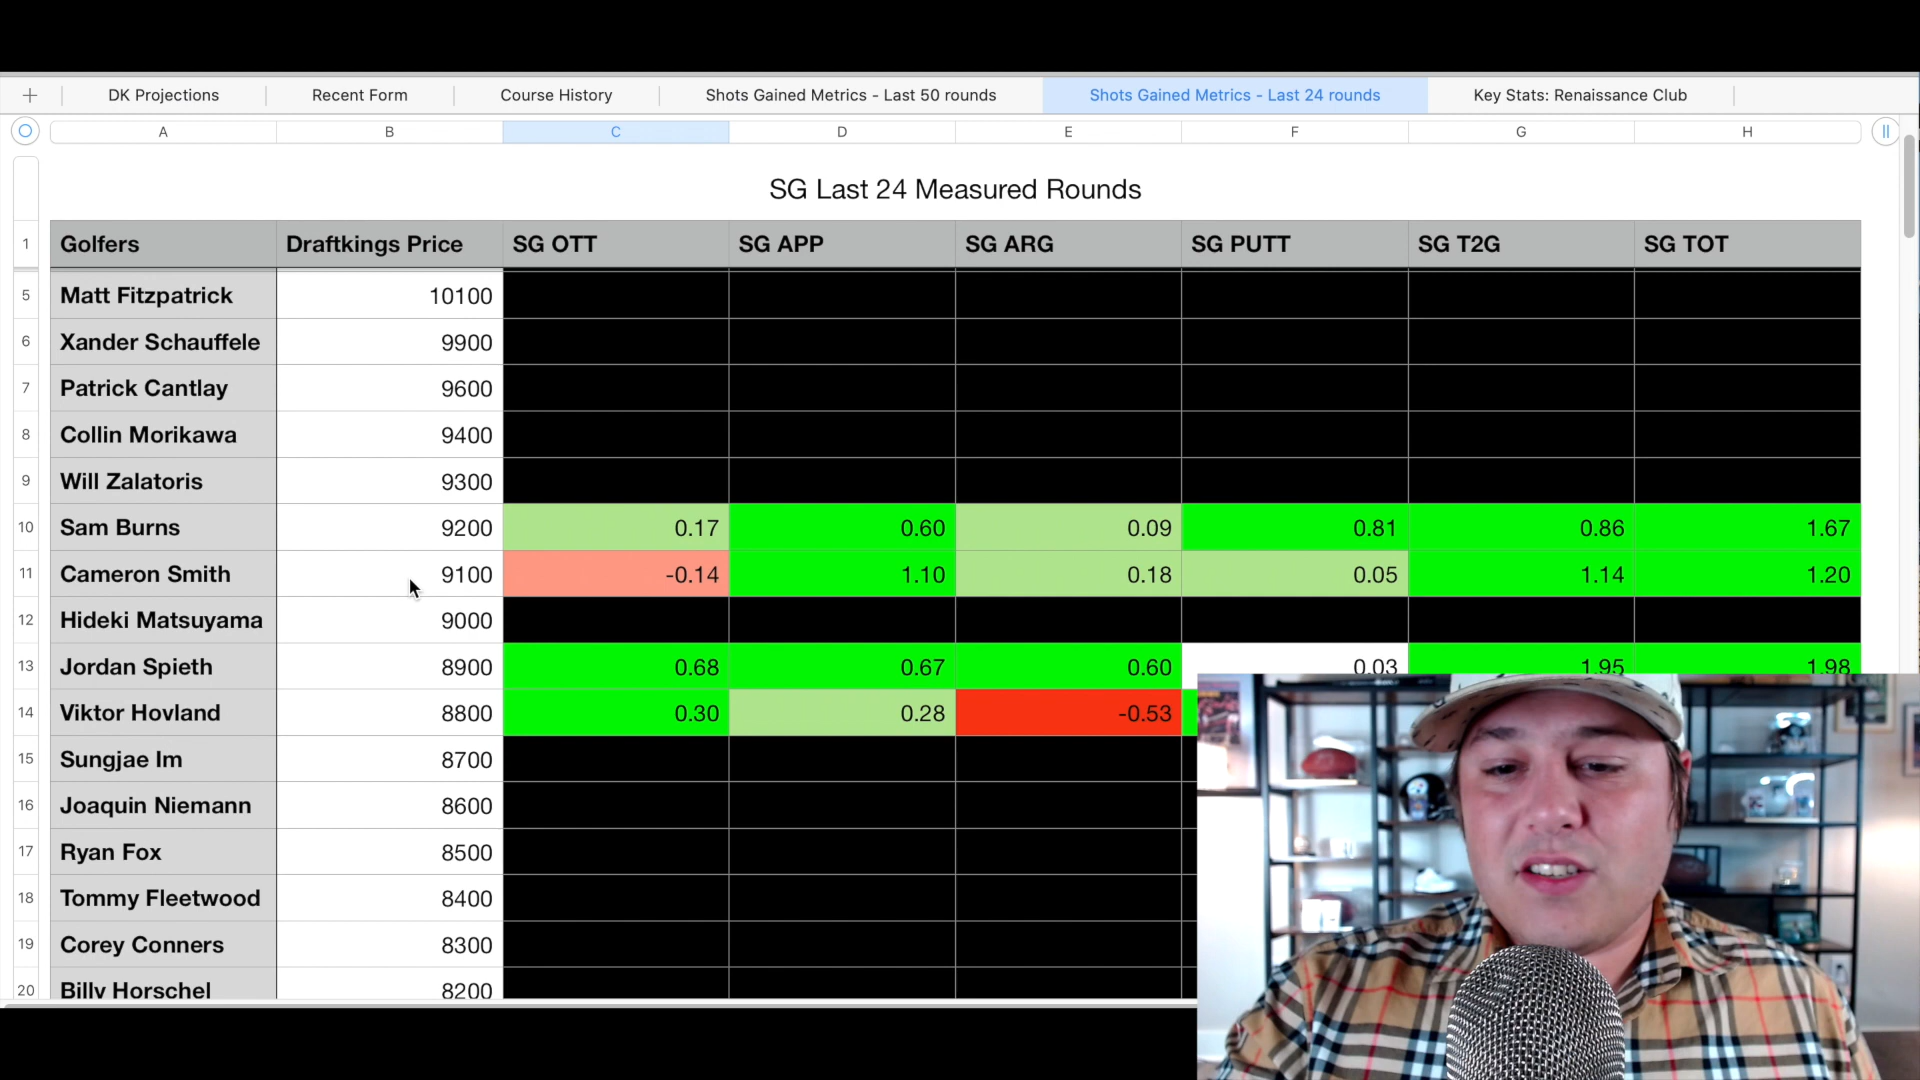 DK Projections Recent Form Course History Shots Gained Metrics - Last 50 rounds Shots Gained Metrics - Last 24 rounds Key Stats: Renaissance Club
A B C D E F G H
SG Last 24 Measured Rounds
1 Golfers Draftkings Price SG OTT SG APP SG ARG SG PUTT SG T2G SG TOT
5 Matt Fitzpatrick 10100
6 Xander Schauffele 9900
7 Patrick Cantlay 9600
8 Collin Morikawa 9400
9 Will Zalatoris 9300
10 Sam Burns 9200 0.17 0.60 0.09 0.81 0.86 1.67
11 Cameron Smith 9100 -0.14 1.10 0.18 0.05 1.14 1.20
12 Hideki Matsuyama 9000
13 Jordan Spieth 8900 0.68 0.67 0.60 0.03 1.95 1.98
14 Viktor Hovland 8800 0.30 0.28 -0.53
15 Sungjae Im 8700
16 Joaquin Niemann 8600
17 Ryan Fox 8500
18 Tommy Fleetwood 8400
19 Corey Conners 8300
20 Billy Horschel 8200